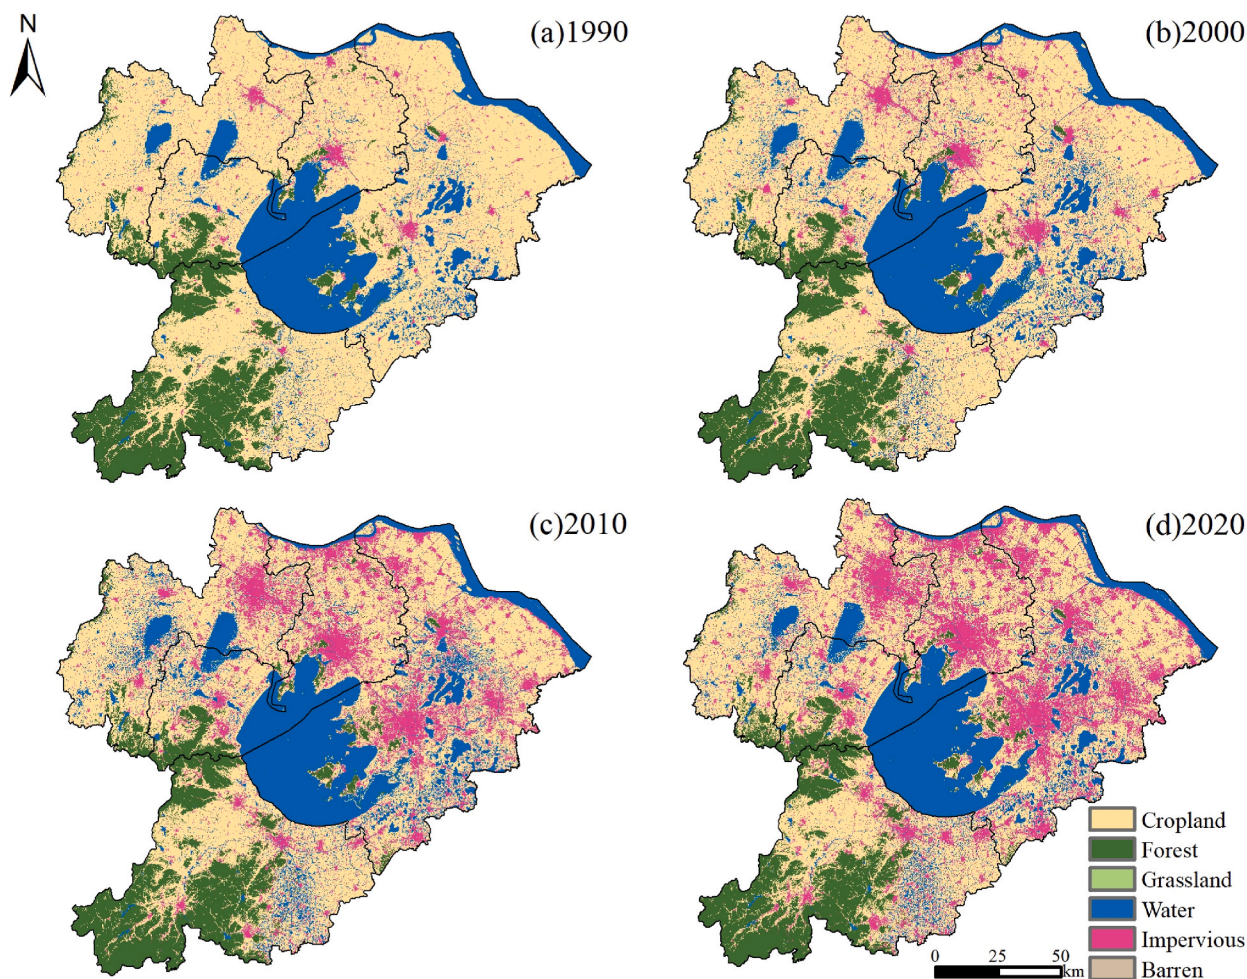 N
(a)1990
(b)2000
(c)2010
(d)2020
Cropland
Forest
Grassland
Water
Impervious
Barren
0 25 50
km